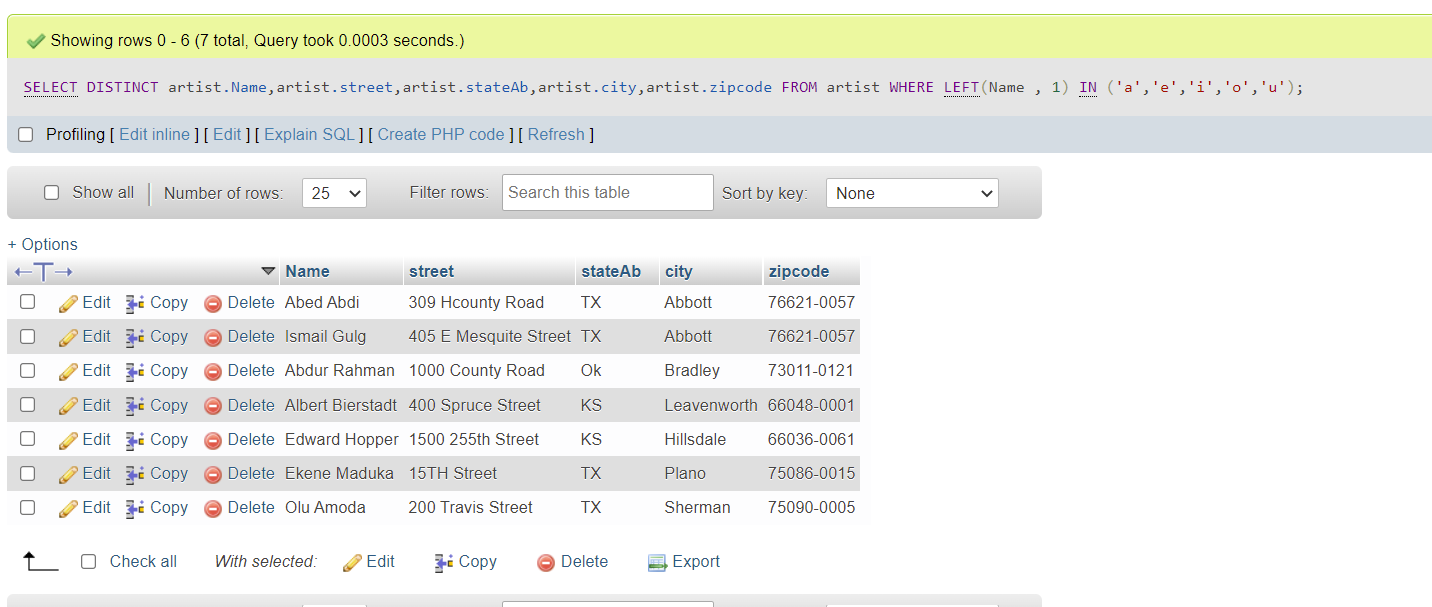 Showing rows 0 - 6 (7 total, Query took 0.0003 seconds.)
SELECT DISTINCT artist.Name,artist.street,artist.stateAb,artist.city,artist.zipcode FROM artist WHERE LEFT(Name , 1) IN ('a','e','i','o','u');
Profiling [ Edit inline ] [ Edit ] [ Explain SQL ] [ Create PHP code ] [ Refresh ]
Show all Number of rows: 25 Filter rows: Search this table Sort by key: None
+ Options
←T→ Name street stateAb city zipcode
Edit Copy Delete Abed Abdi 309 Hcounty Road TX Abbott 76621-0057
Edit Copy Delete Ismail Gulg 405 E Mesquite Street TX Abbott 76621-0057
Edit Copy Delete Abdur Rahman 1000 County Road Ok Bradley 73011-0121
Edit Copy Delete Albert Bierstadt 400 Spruce Street KS Leavenworth 66048-0001
Edit Copy Delete Edward Hopper 1500 255th Street KS Hillsdale 66036-0061
Edit Copy Delete Ekene Maduka 15TH Street TX Plano 75086-0015
Edit Copy Delete Olu Amoda 200 Travis Street TX Sherman 75090-0005
Check all With selected: Edit Copy Delete Export